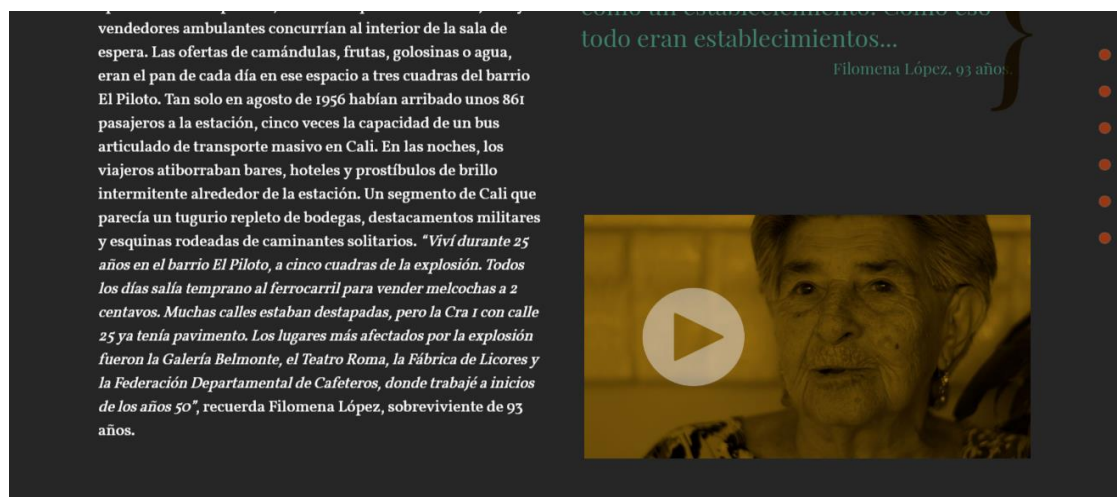 vendedores ambulantes concurrían al interior de la sala de
espera. Las ofertas de camándulas, frutas, golosinas o agua,
eran el pan de cada día en ese espacio a tres cuadras del barrio
El Piloto. Tan solo en agosto de 1956 habían arribado unos 861
pasajeros a la estación, cinco veces la capacidad de un bus
articulado de transporte masivo en Cali. En las noches, los
viajeros atiborraban bares, hoteles y prostíbulos de brillo
intermitente alrededor de la estación. Un segmento de Cali que
parecía un tugurio repleto de bodegas, destacamentos militares
y esquinas rodeadas de caminantes solitarios. “Viví durante 25
años en el barrio El Piloto, a cinco cuadras de la explosión. Todos
los días salía temprano al ferrocarril para vender melcochas a 2
centavos. Muchas calles estaban destapadas, pero la Cra 1 con calle
25 ya tenía pavimento. Los lugares más afectados por la explosión
fueron la Galería Belmonte, el Teatro Roma, la Fábrica de Licores y
la Federación Departamental de Cafeteros, donde trabajé a inicios
de los años 50”, recuerda Filomena López, sobreviviente de 93
años.
como un establecimiento. Como eso
todo eran establecimientos...
Filomena López, 93 años.
}